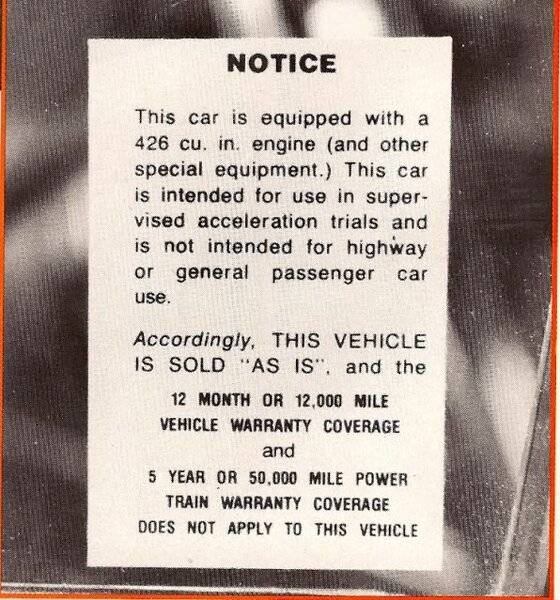 NOTICE
This car is equipped with a
426 cu. in. engine (and other
special equipment.) This car
is intended for use in super-
vised acceleration trials and
is not intended for highway
or general passenger car
use.
Accordingly, THIS VEHICLE
IS SOLD "AS IS", and the
12 MONTH OR 12,000 MILE
VEHICLE WARRANTY COVERAGE
and
5 YEAR OR 50,000 MILE POWER
TRAIN WARRANTY COVERAGE
DOES NOT APPLY TO THIS VEHICLE